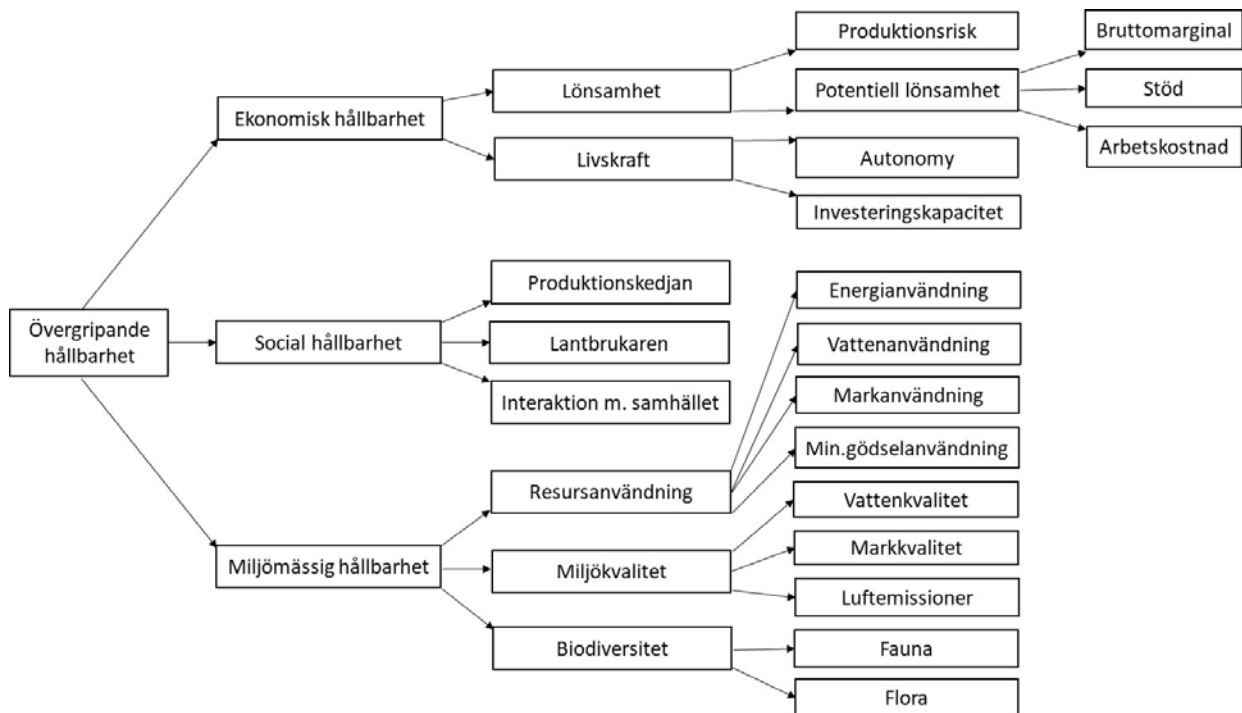 Övergripande
hållbarhet
Ekonomisk hållbarhet
Social hållbarhet
Miljömässig hållbarhet
Lönsamhet
Livskraft
Produktionskedjan
Lantbrukaren
Interaktion m. samhället
Resursanvändning
Miljökvalitet
Biodiversitet
Produktionsrisk
Potentiell lönsamhet
Autonomy
Investeringskapacitet
Energianvändning
Vattenanvändning
Markanvändning
Min.gödselanvändning
Vattenkvalitet
Markkvalitet
Luftemissioner
Fauna
Flora
Bruttomarginal
Stöd
Arbetskostnad